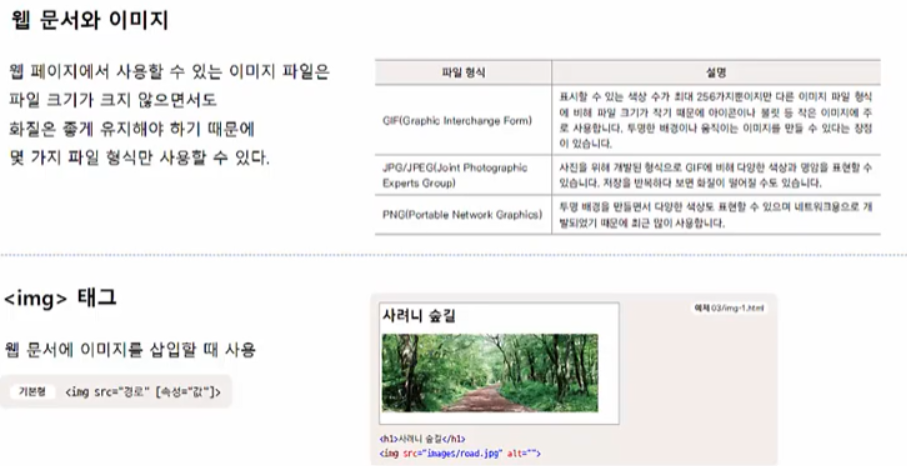 웹 문서와 이미지
웹 페이지에서 사용할 수 있는 이미지 파일은
파일 크기가 크지 않으면서도
화질은 좋게 유지해야 하기 때문에
몇 가지 파일 형식만 사용할 수 있다.
파일 형식 설명
GIF(Graphic Interchange Form)
표시할 수 있는 색상 수가 최대 256가지뿐이지만 다른 이미지 파일 형식
에 비해 파일 크기가 작기 때문에 아이콘이나 불릿 등 작은 이미지에 주
로 사용합니다. 투명한 배경이나 움직이는 이미지를 만들 수 있다는 장점
이 있습니다.
JPG/JPEG(Joint Photographic
Experts Group)
사진을 위해 개발된 형식으로 GIF에 비해 다양한 색상과 명암을 표현할 수
있습니다. 저장을 반복하다 보면 화질이 떨어질 수도 있습니다.
PNG(Portable Network Graphics)
투명 배경을 만들면서 다양한 색상도 표현할 수 있으며 네트워크용으로 개
발되었기 때문에 최근 많이 사용합니다.
<img> 태그
웹 문서에 이미지를 삽입할 때 사용
기본형 <img src="경로" [속성="값"]>
예제 03/img-1.html
사려니 숲길
<h1>사려니 숲길</h1>
<img src="images/road.jpg" alt="">